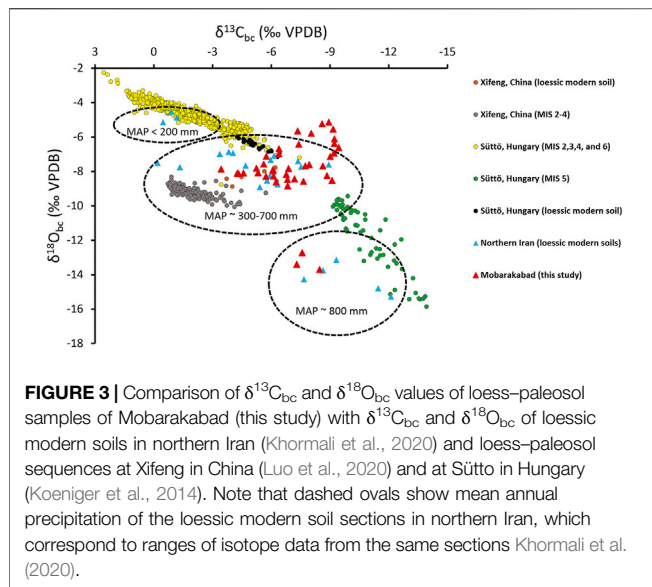 δ13Cbc (‰ VPDB)
3 0 -3 -6 -9 -12 -15
-2
-4
-6
-8
-10
-12
-14
-16
-18
δ18Obc (‰ VPDB)
MAP < 200 mm
MAP ~ 300-700 mm
MAP ~ 800 mm
Xifeng, China (loessic modern soil)
Xifeng, China (MIS 2-4)
Süttö, Hungary (MIS 2,3,4, and 6)
Süttö, Hungary (MIS 5)
Süttö, Hungary (loessic modern soil)
Northern Iran (loessic modern soils)
Mobarakabad (this study)
FIGURE 3 | Comparison of δ13Cbc and δ18Obc values of loess–paleosol
samples of Mobarakabad (this study) with δ13Cbc and δ18Obc of loessic
modern soils in northern Iran (Khormali et al., 2020) and loess–paleosol
sequences at Xifeng in China (Luo et al., 2020) and at Sütto in Hungary
(Koeniger et al., 2014). Note that dashed ovals show mean annual
precipitation of the loessic modern soil sections in northern Iran, which
correspond to ranges of isotope data from the same sections Khormali et al.
(2020).